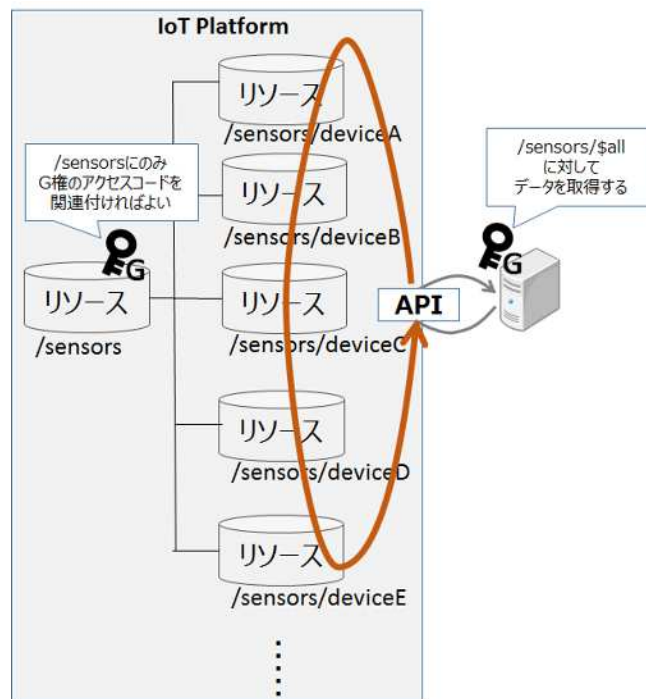 IoT Platform
リソース
/sensors/deviceA
/sensorsにのみ
G権のアクセスコードを
関連付ければよい
リソース
/sensors/deviceB
/sensors/$all
に対して
データを取得する
G
リソース
/sensors
リソース
/sensors/deviceC
API
G
リソース
/sensors/deviceD
リソース
/sensors/deviceE